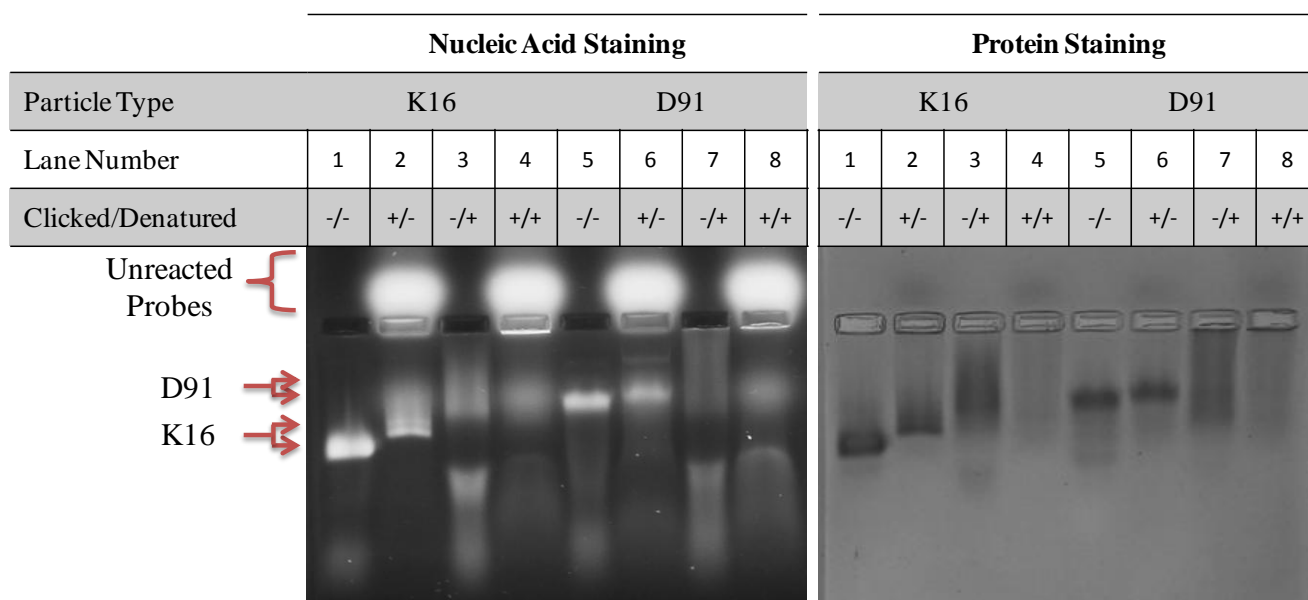 Nucleic Acid Staining Protein Staining
Particle Type K16 D91 K16 D91
Lane Number 1 2 3 4 5 6 7 8 1 2 3 4 5 6 7 8
Clicked/Denatured -/- +/- -/+ +/+ -/- +/- -/+ +/+ -/- +/- -/+ +/+ -/- +/- -/+ +/+
Unreacted
Probes
D91
K16